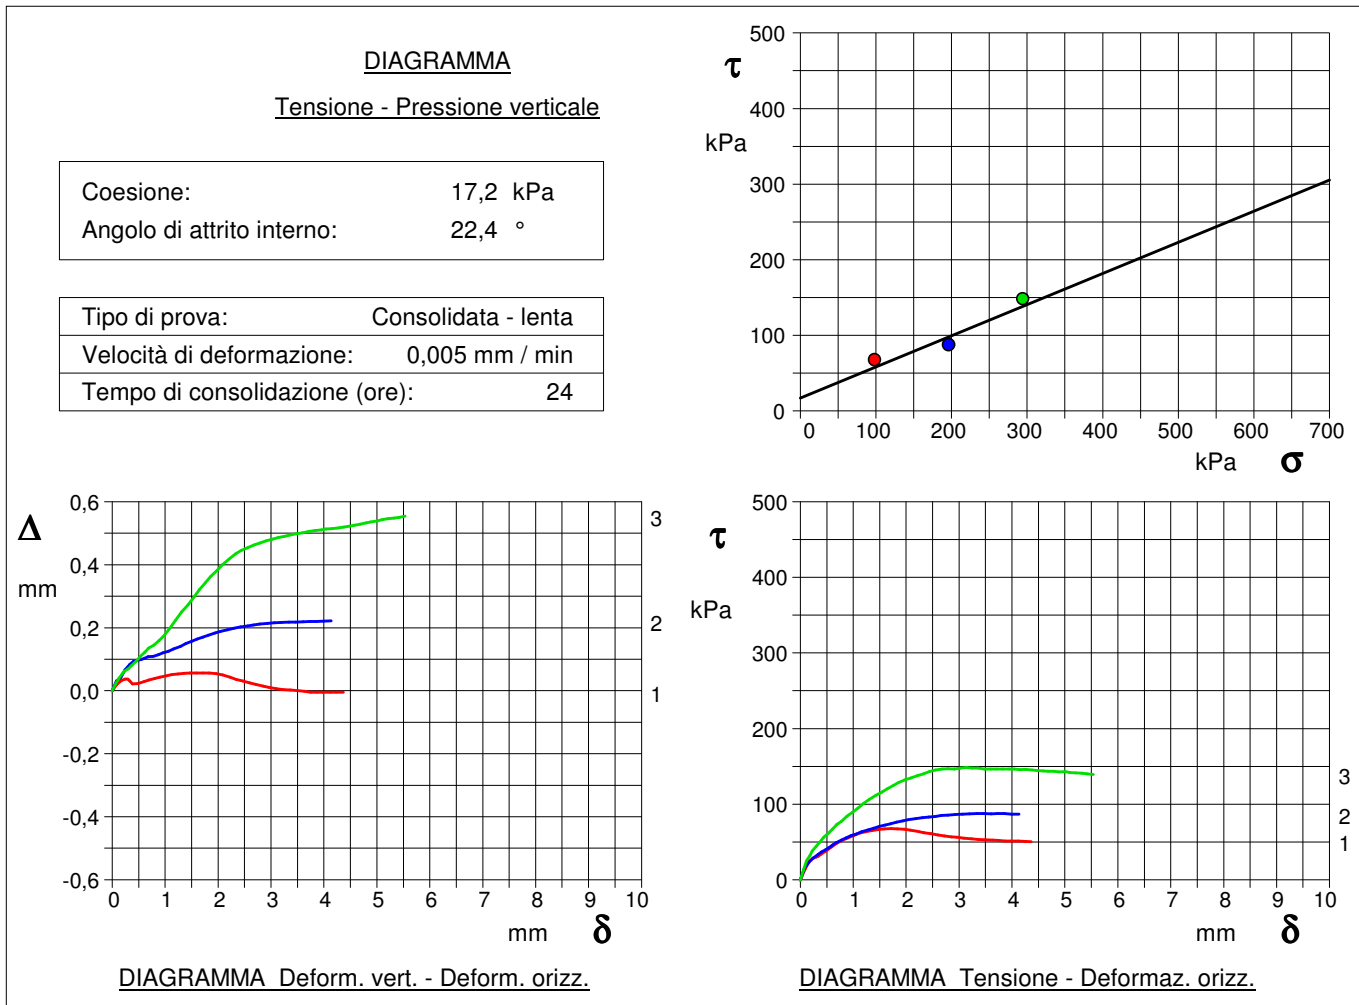 DIAGRAMMA
Tensione - Pressione verticale
Coesione: 17,2 kPa
Angolo di attrito interno: 22,4 °
Tipo di prova: Consolidata - lenta
Velocità di deformazione: 0,005 mm / min
Tempo di consolidazione (ore): 24
500
τ
400
kPa
300
200
100
0
0 100 200 300 400 500 600 700
kPa σ
0,6
Δ
3
0,4
mm
0,2
2
0,0
1
-0,2
-0,4
-0,6
0 1 2 3 4 5 6 7 8 9 10
mm δ
DIAGRAMMA Deform. vert. - Deform. orizz.
500
τ
400
kPa
300
200
3
100
2
1
0
0 1 2 3 4 5 6 7 8 9 10
mm δ
DIAGRAMMA Tensione - Deformaz. orizz.